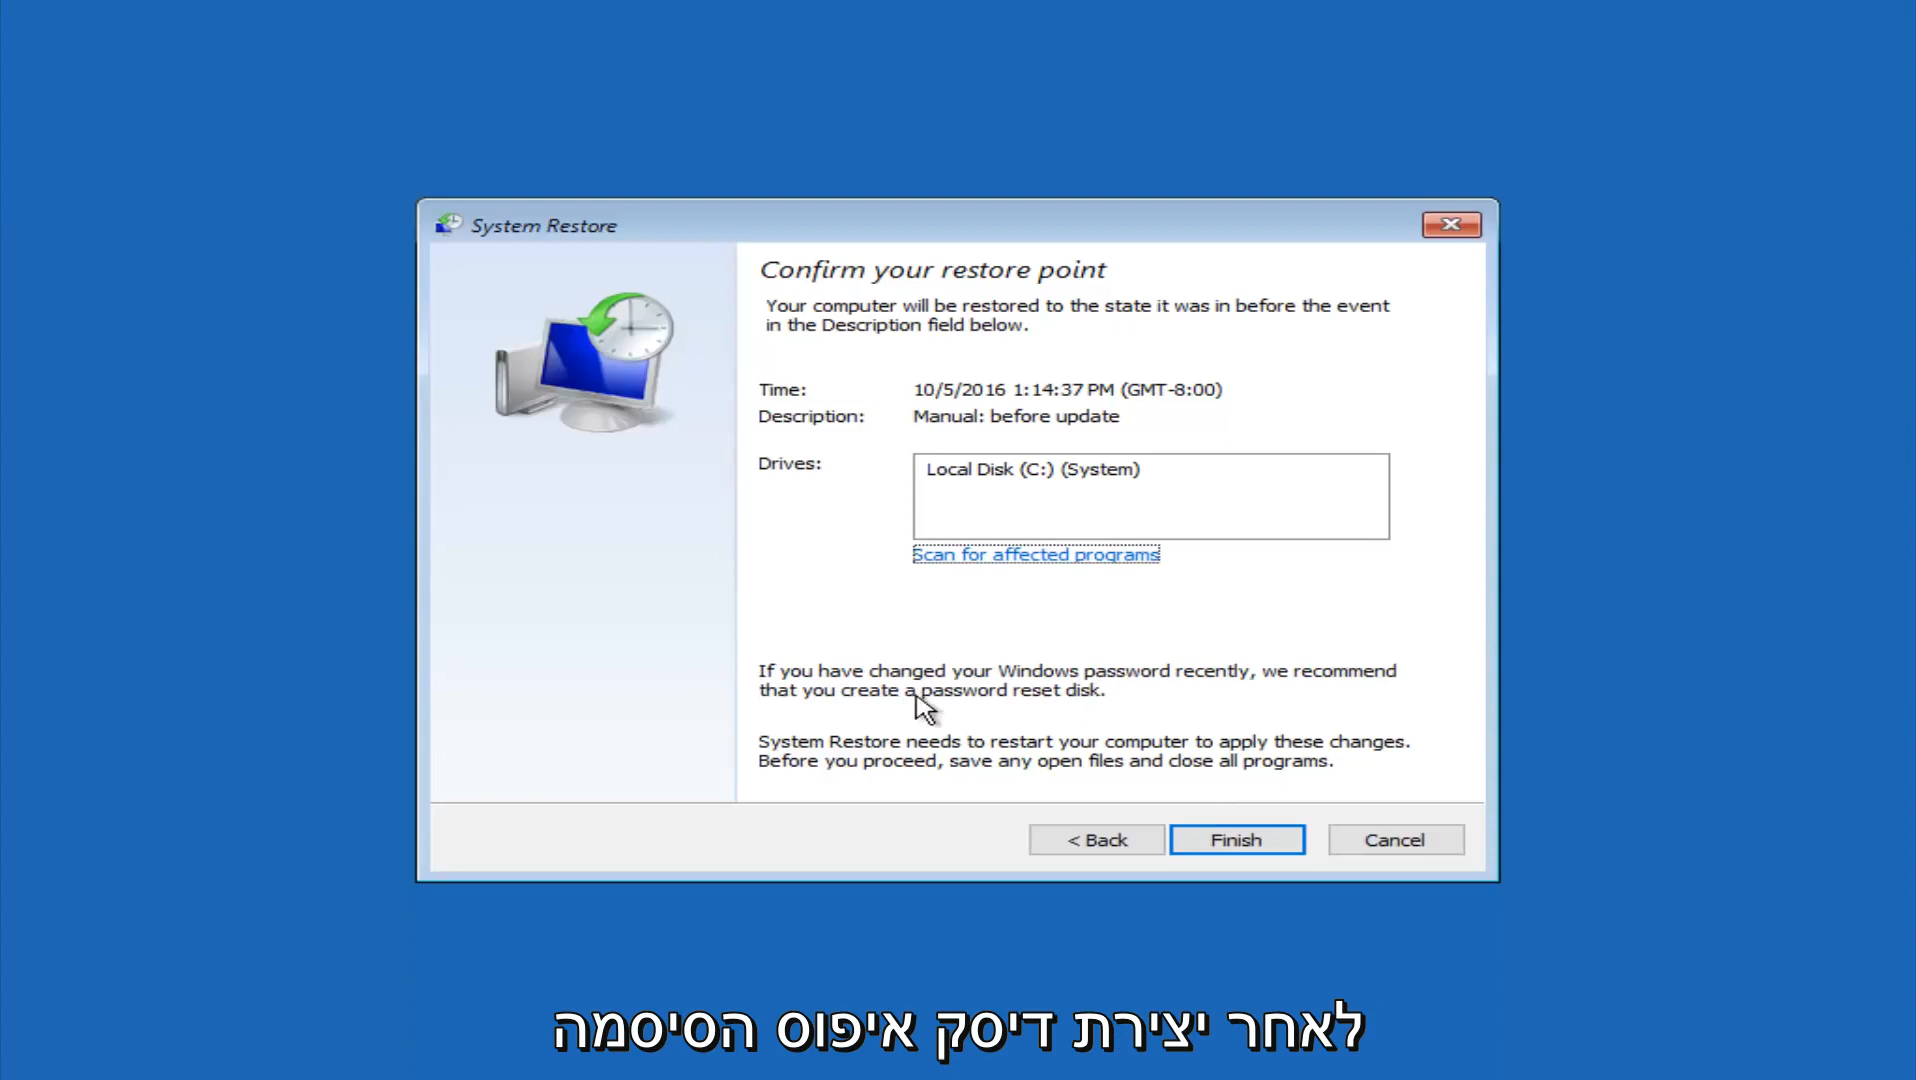 System Restore
Confirm your restore point
Your computer will be restored to the state it was in before the event
in the Description field below.
Time: 10/5/2016 1:14:37 PM (GMT-8:00)
Description: Manual: before update
Drives: Local Disk (C:) (System)
Scan for affected programs
If you have changed your Windows password recently, we recommend
that you create a password reset disk.
System Restore needs to restart your computer to apply these changes.
Before you proceed, save any open files and close all programs.
< Back Finish Cancel
לאחר יצירת דיסק איפוס הסיסמה